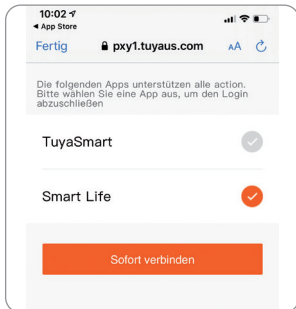 10:02
App Store
Fertig pxy1.tuyaus.com AA
Die folgenden Apps unterstützen alle action.
Bitte wählen Sie eine App aus, um den Login
abzuschließen
TuyaSmart
Smart Life
Sofort verbinden